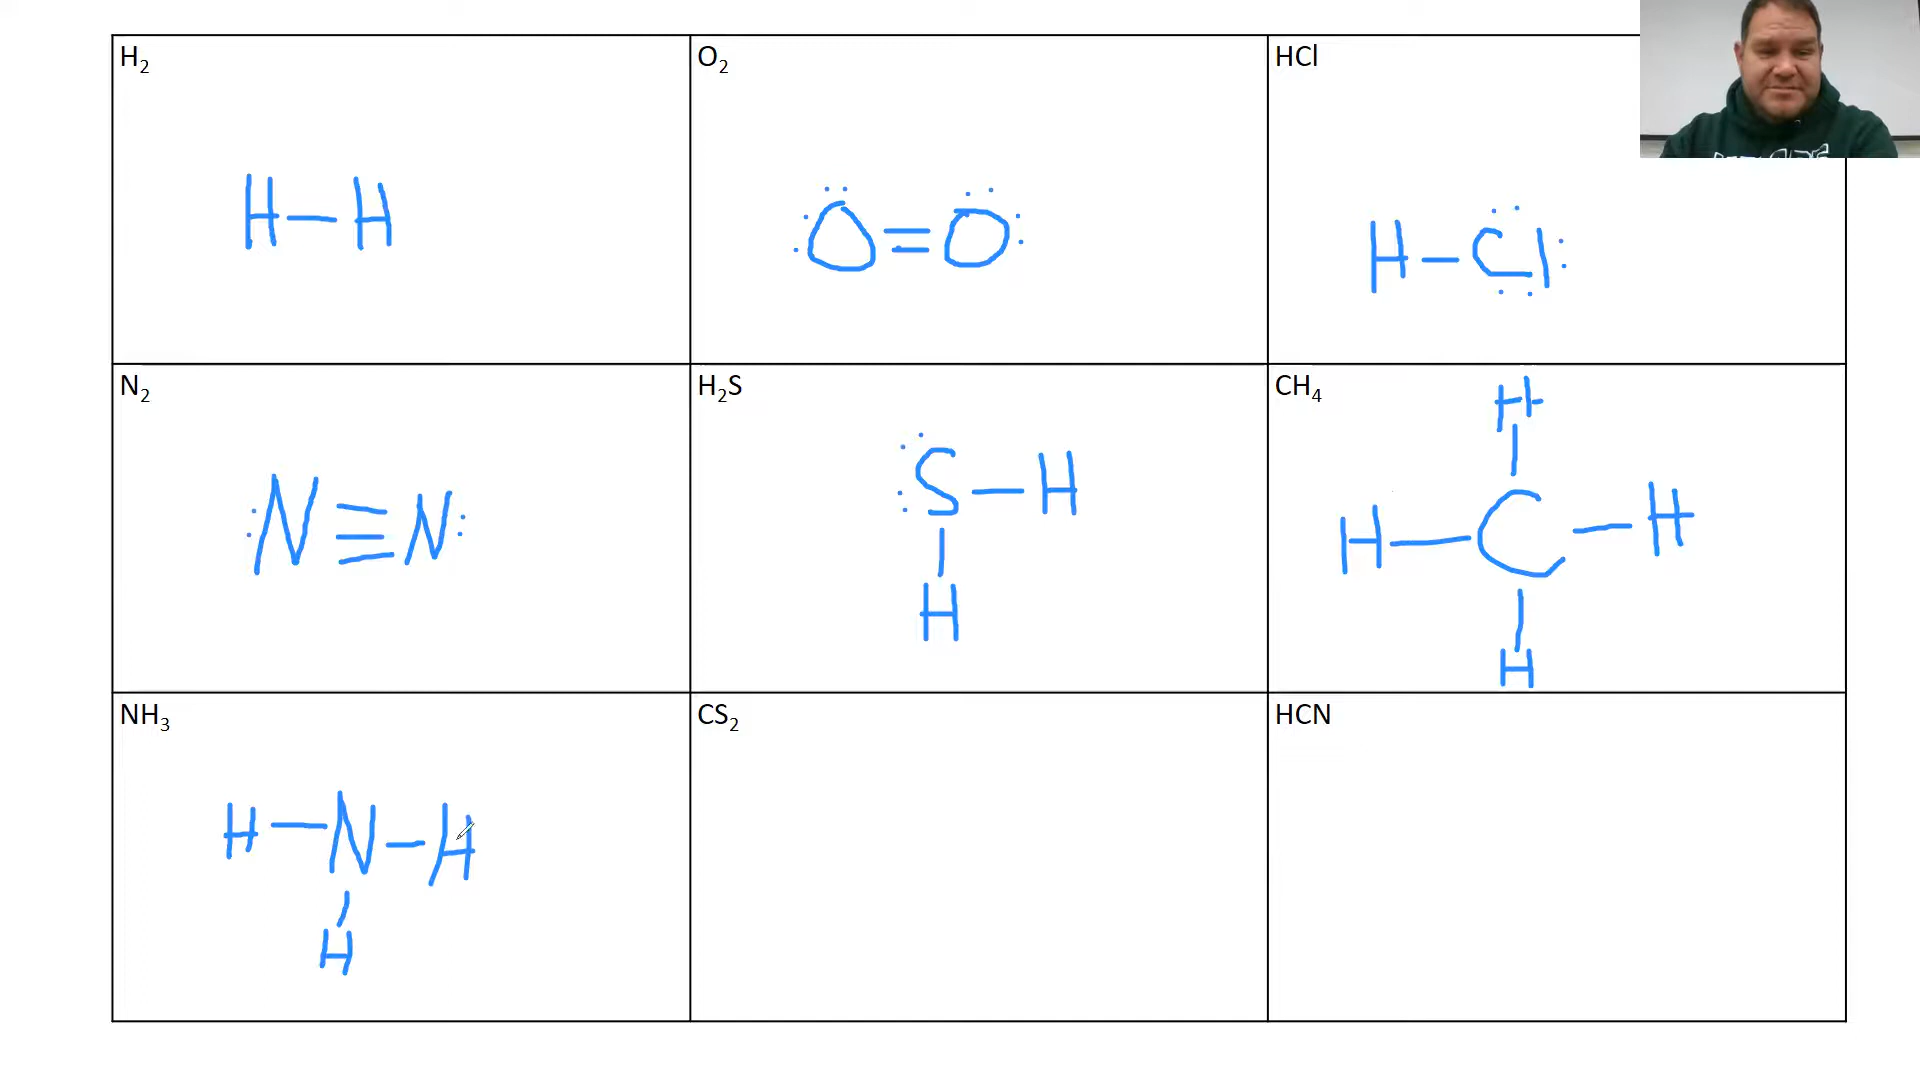 H₂
H—H
O₂
O=O
HCl
H—Cl
N₂
N≡N
H₂S
S—H
H
CH₄
H
H—C—H
H
NH₃
H—N—H
H
CS₂
HCN